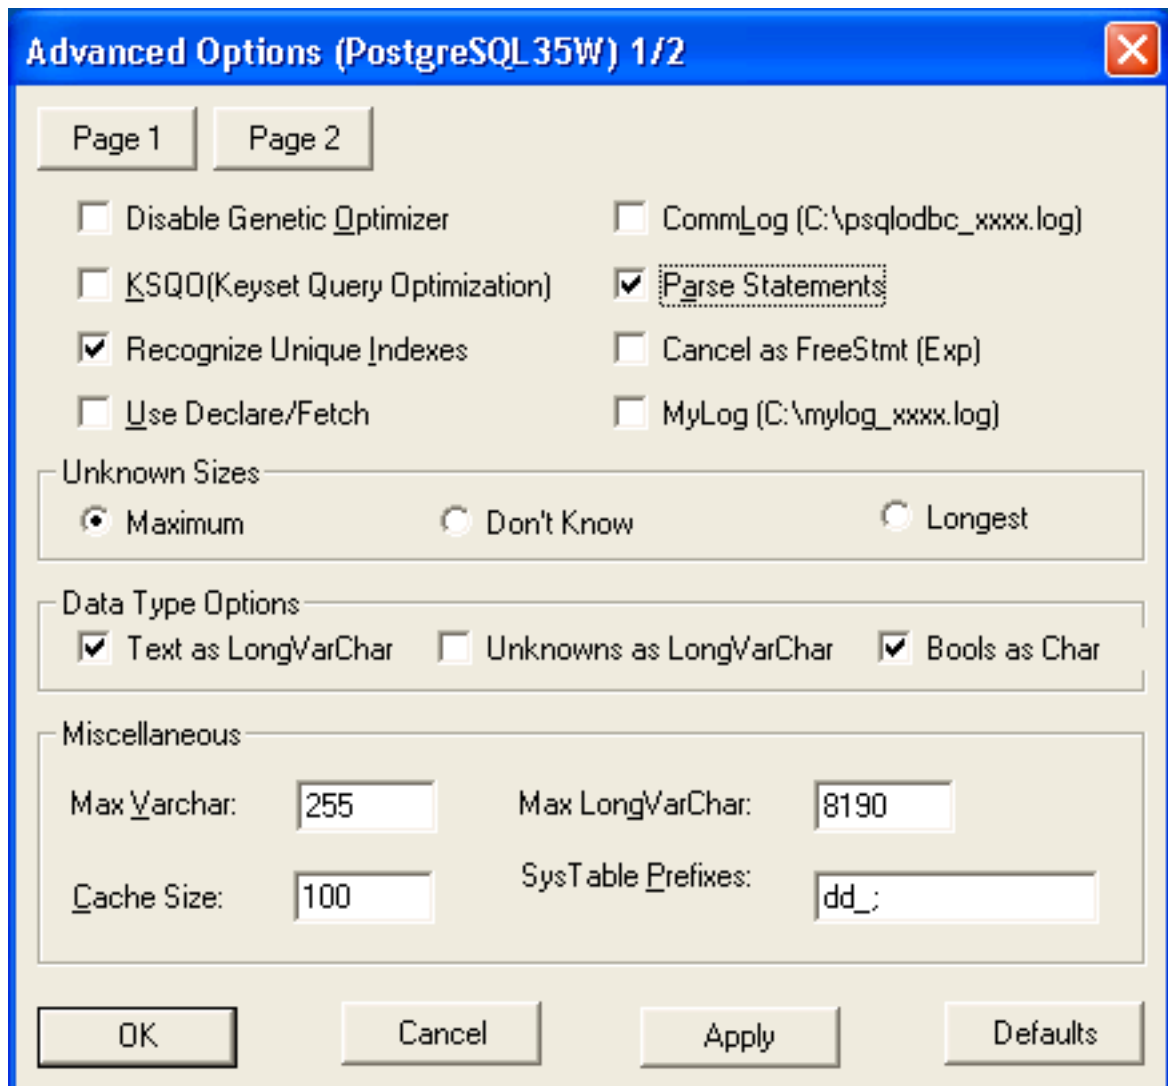 Advanced Options (PostgreSQL35W) 1/2
Page 1 Page 2
Disable Genetic Optimizer CommLog (C:\psqlodbc_xxxx.log)
KSQO(Keyset Query Optimization) Parse Statements
Recognize Unique Indexes Cancel as FreeStmt (Exp)
Use Declare/Fetch MyLog (C:\mylog_xxxx.log)
Unknown Sizes
Maximum Don't Know Longest
Data Type Options
Text as LongVarChar Unknowns as LongVarChar Bools as Char
Miscellaneous
Max Varchar: 255 Max LongVarChar: 8190
Cache Size: 100 SysTable Prefixes: dd_;
OK Cancel Apply Defaults